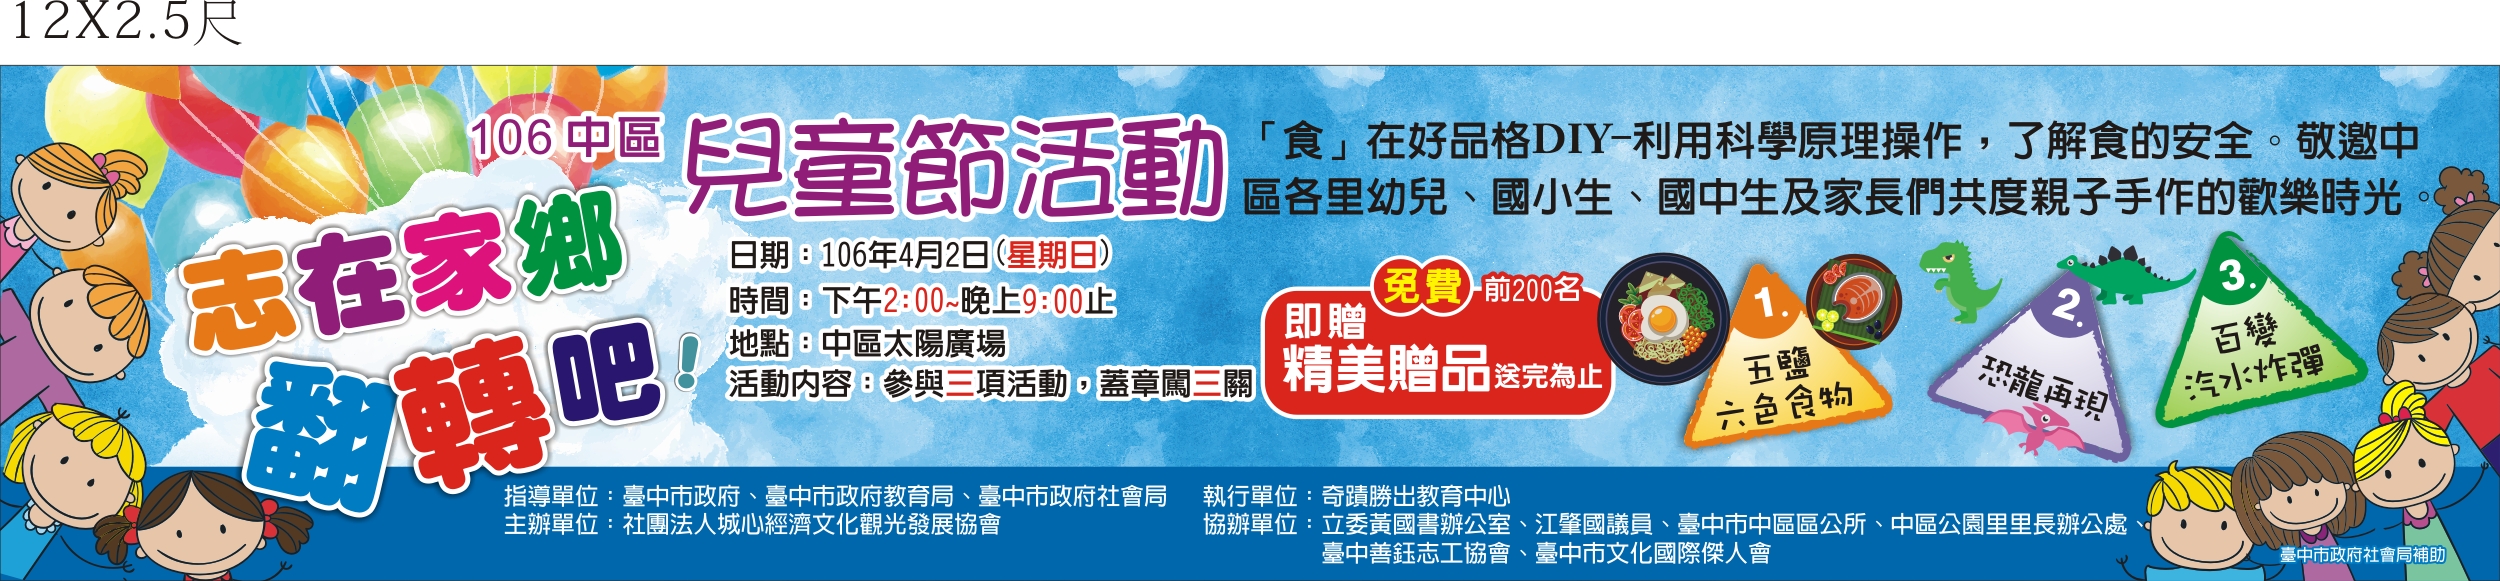 12X2.5尺
106 中區
兒童節活動
志在家鄉
翻轉吧!
日期：106年4月2日(星期日)
時間：下午2:00~晚上9:00止
地點：中區太陽廣場
活動內容：參與三項活動，蓋章闖三關
「食」在好品格DIY-利用科學原理操作，了解食的安全。敬邀中
區各里幼兒、國小生、國中生及家長們共度親子手作的歡樂時光。
免費 前200名
即贈
精美贈品 送完為止
1.
五鹽
六色食物
2.
恐龍再現
3.
百變
汽水炸彈
指導單位：臺中市政府、臺中市政府教育局、臺中市政府社會局
主辦單位：社團法人城心經濟文化觀光發展協會
執行單位：奇蹟勝出教育中心
協辦單位：立委黃國書辦公室、江肇國議員、臺中市中區區公所、中區公園里里長辦公處、
臺中善鈺志工協會、臺中市文化國際傑人會
臺中市政府社會局補助